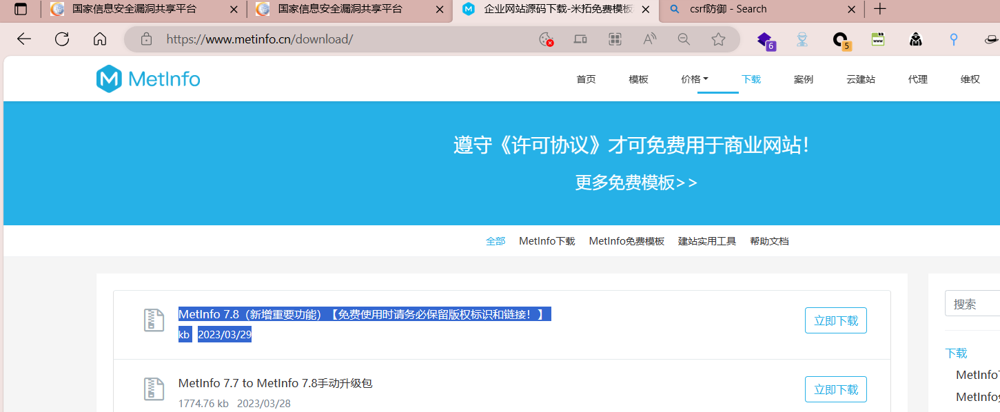 国家信息安全漏洞共享平台
国家信息安全漏洞共享平台
企业网站源码下载-米拓免费模板
csrf防御 - Search
https://www.metinfo.cn/download/
6
5
www
MetInfo
首页
模板
价格
下载
案例
云建站
代理
维权
遵守《许可协议》才可免费用于商业网站!
更多免费模板>>
全部
MetInfo下载
MetInfo免费模板
建站实用工具
帮助文档
MetInfo 7.8（新增重要功能）【免费使用时请务必保留版权标识和链接！】
kb 2023/03/29
立即下载
搜索
MetInfo 7.7 to MetInfo 7.8手动升级包
1774.76 kb 2023/03/28
立即下载
下载
MetInfo
MetInfo